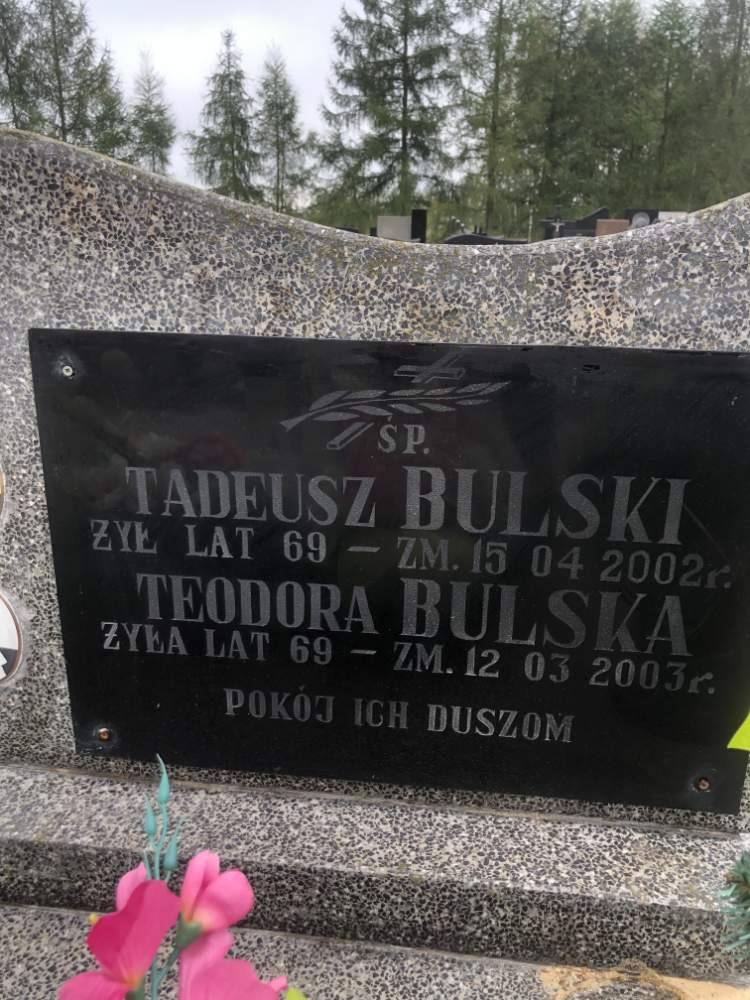 ŚP.
TADEUSZ BULSKI
ŻYŁ LAT 69 – ZM. 15 04 2002r.
TEODORA BULSKA
ŻYŁA LAT 69 – ZM. 12 03 2003r.
POKÓJ ICH DUSZOM